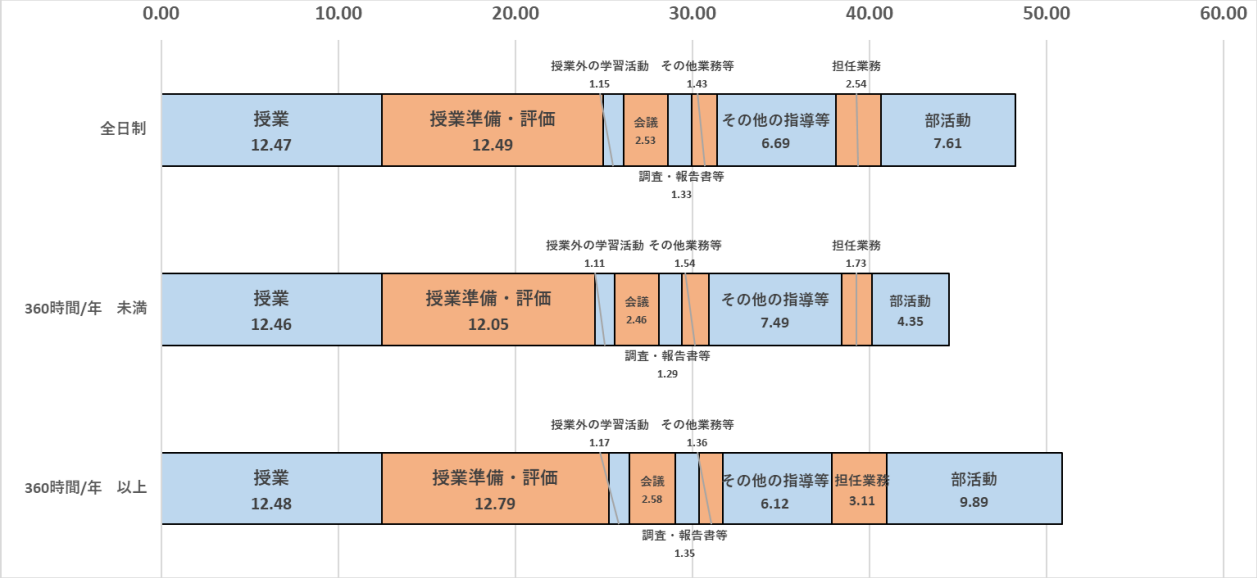 0.00 10.00 20.00 30.00 40.00 50.00 60.00
授業外の学習活動 その他業務等 担任業務
1.15 1.43 2.54
全日制 授業 授業準備・評価 会議 その他の指導等 部活動
12.47 12.49 2.53 6.69 7.61
調査・報告書等
1.33
授業外の学習活動 その他業務等 担任業務
1.11 1.54 1.73
360時間/年 未満 授業 授業準備・評価 会議 その他の指導等 部活動
12.46 12.05 2.46 7.49 4.35
調査・報告書等
1.29
授業外の学習活動 その他業務等
1.17 1.36
360時間/年 以上 授業 授業準備・評価 会議 その他の指導等 担任業務 部活動
12.48 12.79 2.58 6.12 3.11 9.89
調査・報告書等
1.35